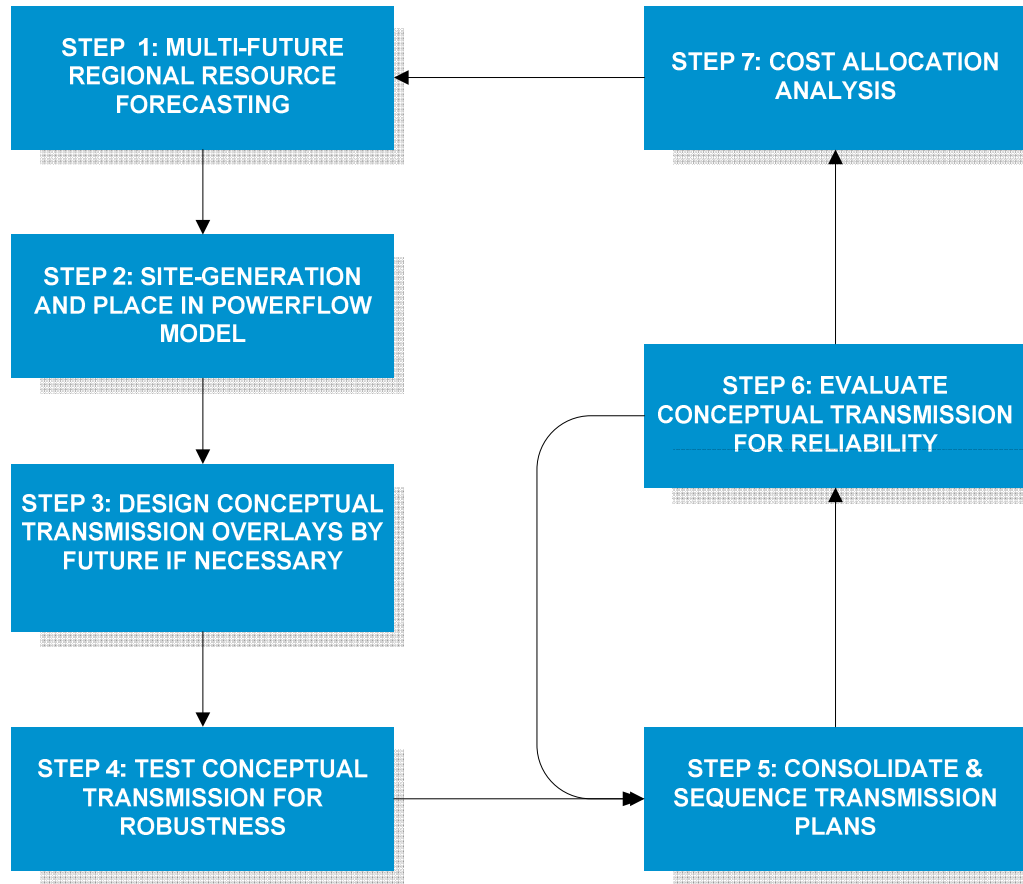 STEP 1: MULTI-FUTURE
REGIONAL RESOURCE
FORECASTING
STEP 2: SITE-GENERATION
AND PLACE IN POWERFLOW
MODEL
STEP 3: DESIGN CONCEPTUAL
TRANSMISSION OVERLAYS BY
FUTURE IF NECESSARY
STEP 4: TEST CONCEPTUAL
TRANSMISSION FOR
ROBUSTNESS
STEP 5: CONSOLIDATE &
SEQUENCE TRANSMISSION
PLANS
STEP 6: EVALUATE
CONCEPTUAL TRANSMISSION
FOR RELIABILITY
STEP 7: COST ALLOCATION
ANALYSIS